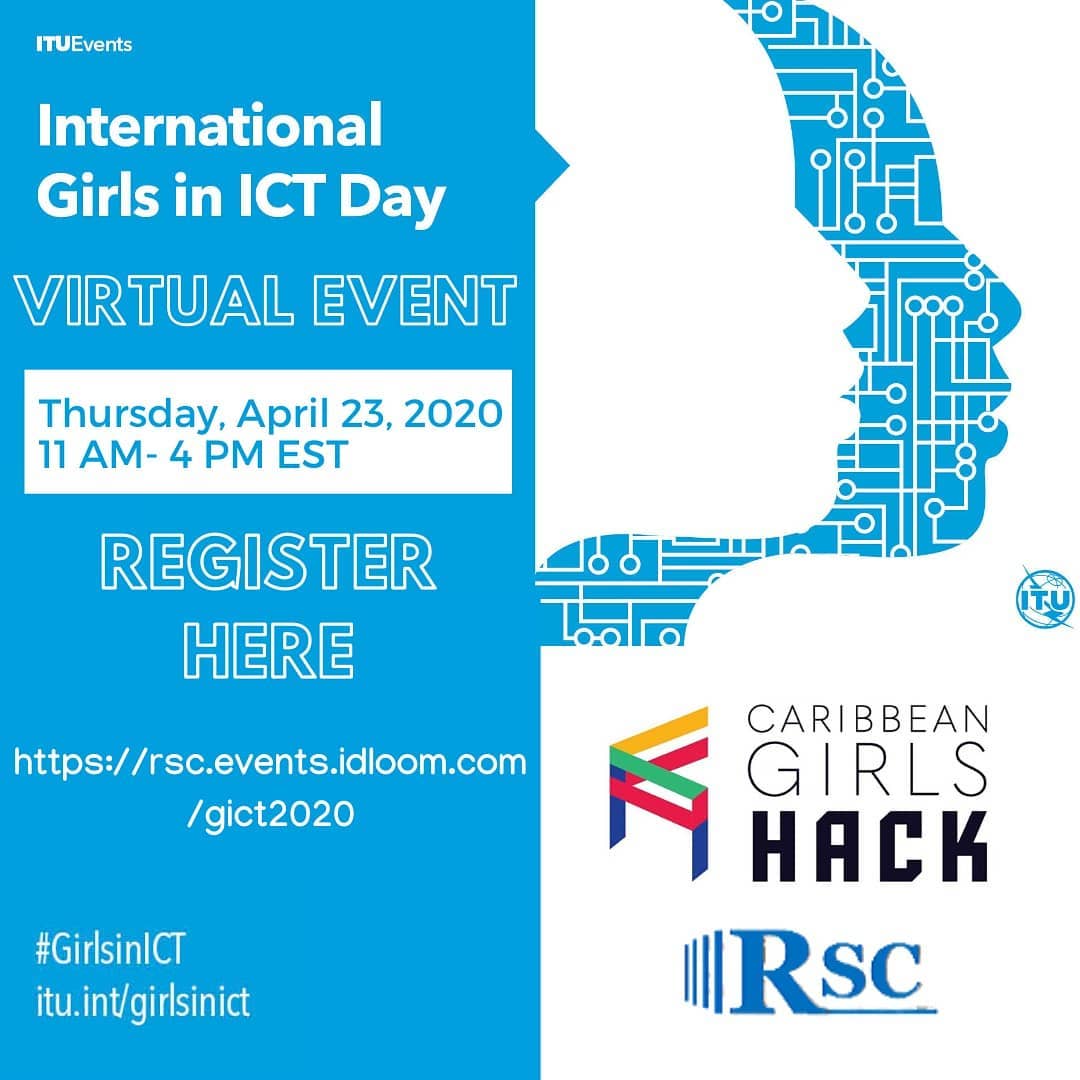 ITUEvents
International
Girls in ICT Day
VIRTUAL EVENT
Thursday, April 23, 2020
11 AM- 4 PM EST
REGISTER
HERE
https://rsc.events.idloom.com
/gict2020
#GirlsinICT
itu.int/girlsinict
ITU
CARIBBEAN
GIRLS
HACK
RSC